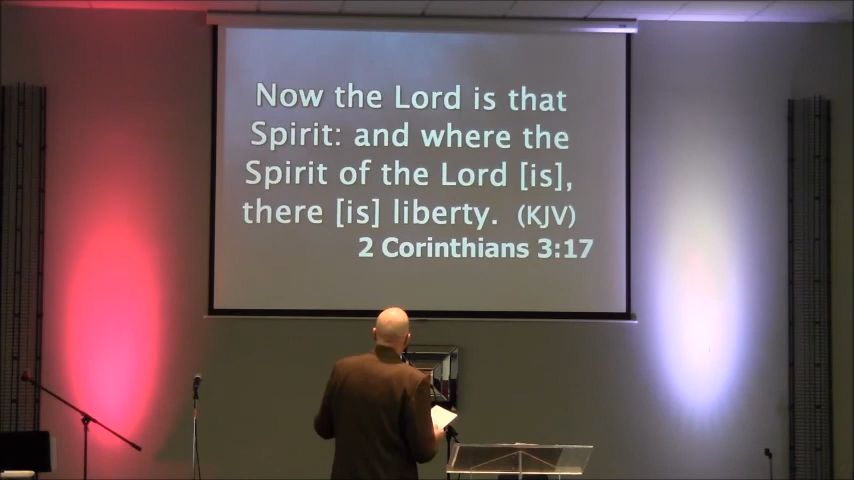 Now the Lord is that
Spirit: and where the
Spirit of the Lord [is],
there [is] liberty. (KJV)
2 Corinthians 3:17